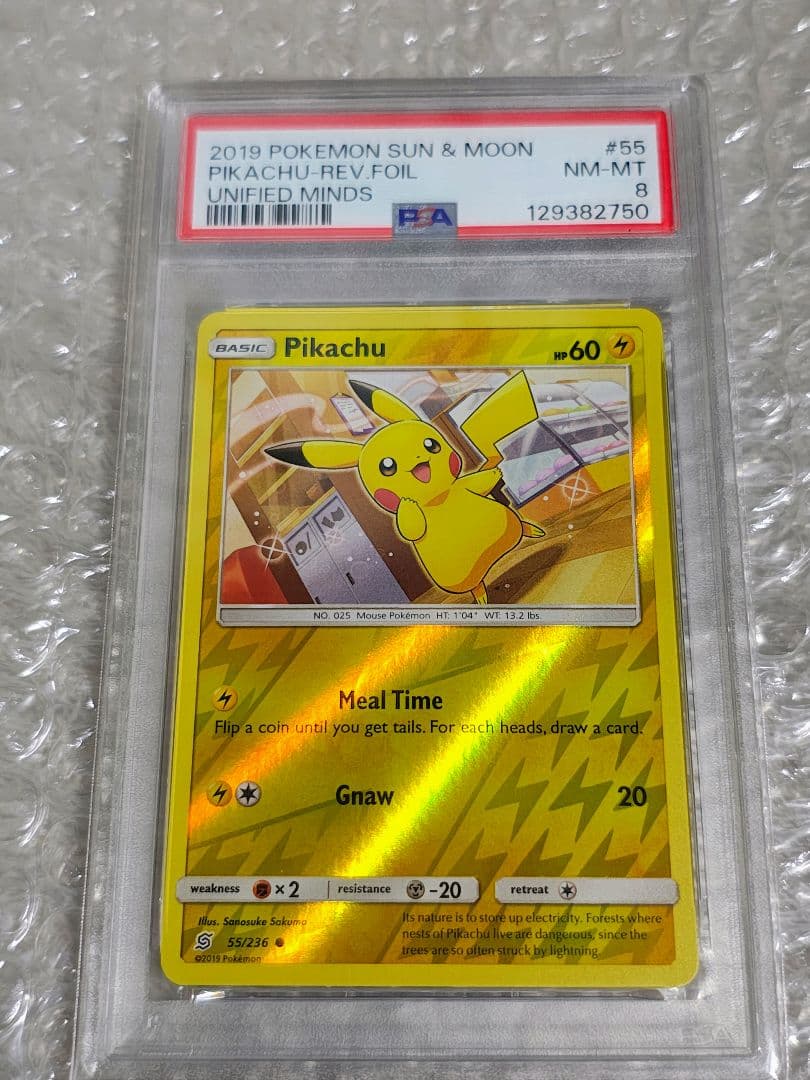 2019 POKEMON SUN & MOON #55
PIKACHU-REV.FOIL NM-MT
UNIFIED MINDS 8
PSA 129382750
BASIC Pikachu HP 60
NO. 025 Mouse Pokémon HT: 1'04" WT: 13.2 lbs.
Meal Time
Flip a coin until you get tails. For each heads, draw a card.
Gnaw 20
weakness ×2 resistance -20 retreat
Illus. Sanosuke Sakuma
55/236
©2019 Pokémon
Its nature is to store up electricity. Forests where
nests of Pikachu live are dangerous, since the
trees are so often struck by lightning.